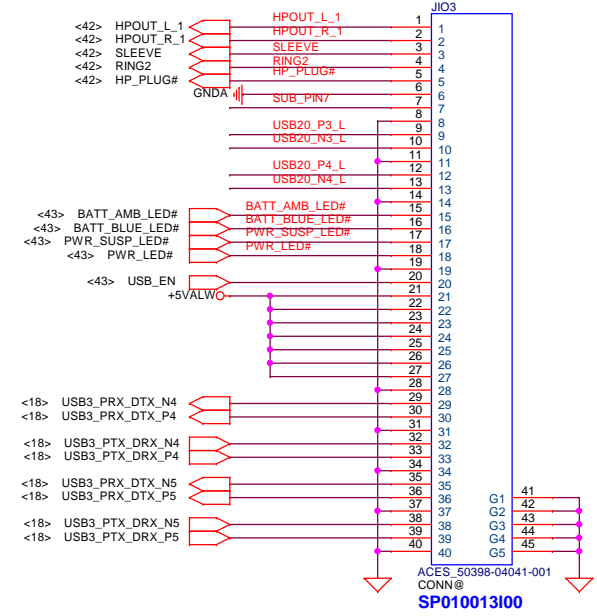 JIO3
<42> HPOUT_L_1 HPOUT_L_1 1 1
<42> HPOUT_R_1 HPOUT_R_1 2 2
<42> SLEEVE SLEEVE 3 3
<42> RING2 RING2 4 4
<42> HP_PLUG# HP_PLUG# 5 5
GNDA 6 6
SUB_PIN7 7 7
8 8
USB20_P3_L 9 9
USB20_N3_L 10 10
11 11
USB20_P4_L 12 12
USB20_N4_L 13 13
14 14
<43> BATT_AMB_LED# BATT_AMB_LED# 15 15
<43> BATT_BLUE_LED# BATT_BLUE_LED# 16 16
<43> PWR_SUSP_LED# PWR_SUSP_LED# 17 17
<43> PWR_LED# PWR_LED# 18 18
19 19
<43> USB_EN 20 20
+5VALW 21 21
22 22
23 23
24 24
25 25
26 26
27 27
28 28
<18> USB3_PRX_DTX_N4 29 29
<18> USB3_PRX_DTX_P4 30 30
31 31
<18> USB3_PTX_DRX_N4 32 32
<18> USB3_PTX_DRX_P4 33 33
34 34
<18> USB3_PRX_DTX_N5 35 35
<18> USB3_PRX_DTX_P5 36 36 G1 41
37 37 G2 42
<18> USB3_PTX_DRX_N5 38 38 G3 43
<18> USB3_PTX_DRX_P5 39 39 G4 44
40 40 G5 45
ACES_50398-04041-001
CONN@
SP010013I00